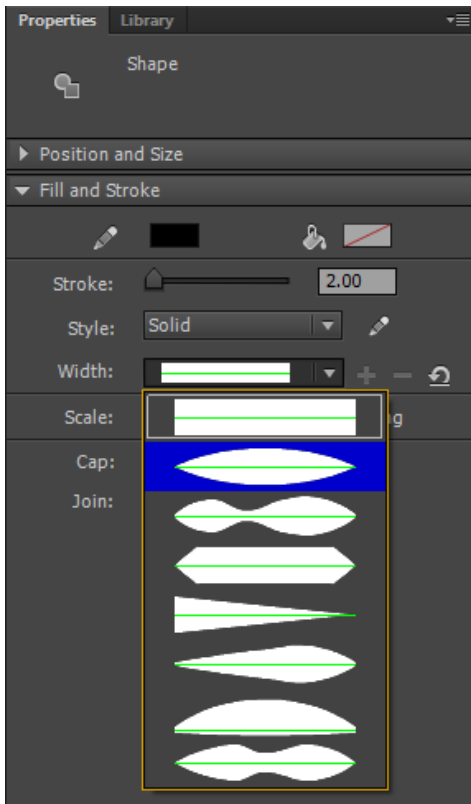 Properties Library
Shape
Position and Size
Fill and Stroke
Stroke: 2.00
Style: Solid
Width:
Scale: g
Cap:
Join: